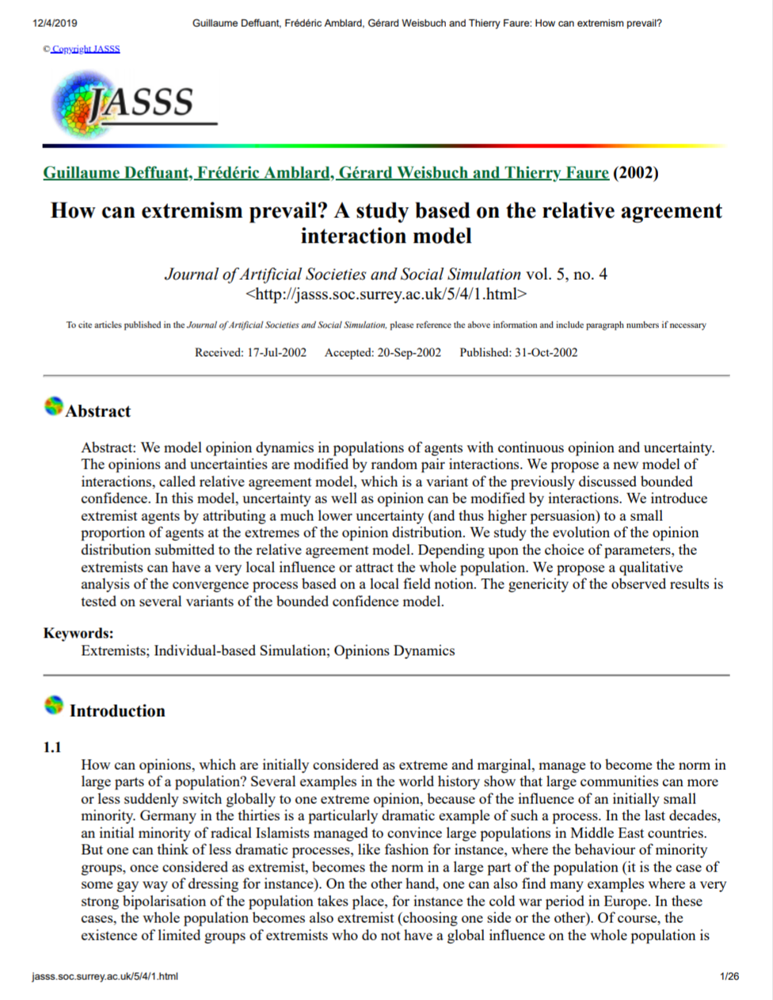 12/4/2019 Guillaume Deffuant, Frédéric Amblard, Gérard Weisbuch and Thierry Faure: How can extremism prevail?
© Copyright JASSS
JASSS
Guillaume Deffuant, Frédéric Amblard, Gérard Weisbuch and Thierry Faure (2002)
How can extremism prevail? A study based on the relative agreement
interaction model
Journal of Artificial Societies and Social Simulation vol. 5, no. 4
<http://jasss.soc.surrey.ac.uk/5/4/1.html>
To cite articles published in the Journal of Artificial Societies and Social Simulation, please reference the above information and include paragraph numbers if necessary
Received: 17-Jul-2002 Accepted: 20-Sep-2002 Published: 31-Oct-2002
Abstract
Abstract: We model opinion dynamics in populations of agents with continuous opinion and uncertainty.
The opinions and uncertainties are modified by random pair interactions. We propose a new model of
interactions, called relative agreement model, which is a variant of the previously discussed bounded
confidence. In this model, uncertainty as well as opinion can be modified by interactions. We introduce
extremist agents by attributing a much lower uncertainty (and thus higher persuasion) to a small
proportion of agents at the extremes of the opinion distribution. We study the evolution of the opinion
distribution submitted to the relative agreement model. Depending upon the choice of parameters, the
extremists can have a very local influence or attract the whole population. We propose a qualitative
analysis of the convergence process based on a local field notion. The genericity of the observed results is
tested on several variants of the bounded confidence model.
Keywords:
Extremists; Individual-based Simulation; Opinions Dynamics
Introduction
1.1
How can opinions, which are initially considered as extreme and marginal, manage to become the norm in
large parts of a population? Several examples in the world history show that large communities can more
or less suddenly switch globally to one extreme opinion, because of the influence of an initially small
minority. Germany in the thirties is a particularly dramatic example of such a process. In the last decades,
an initial minority of radical Islamists managed to convince large populations in Middle East countries.
But one can think of less dramatic processes, like fashion for instance, where the behaviour of minority
groups, once considered as extremist, becomes the norm in a large part of the population (it is the case of
some gay way of dressing for instance). On the other hand, one can also find many examples where a very
strong bipolarisation of the population takes place, for instance the cold war period in Europe. In these
cases, the whole population becomes also extremist (choosing one side or the other). Of course, the
existence of limited groups of extremists who do not have a global influence on the whole population is
jasss.soc.surrey.ac.uk/5/4/1.html 1/26